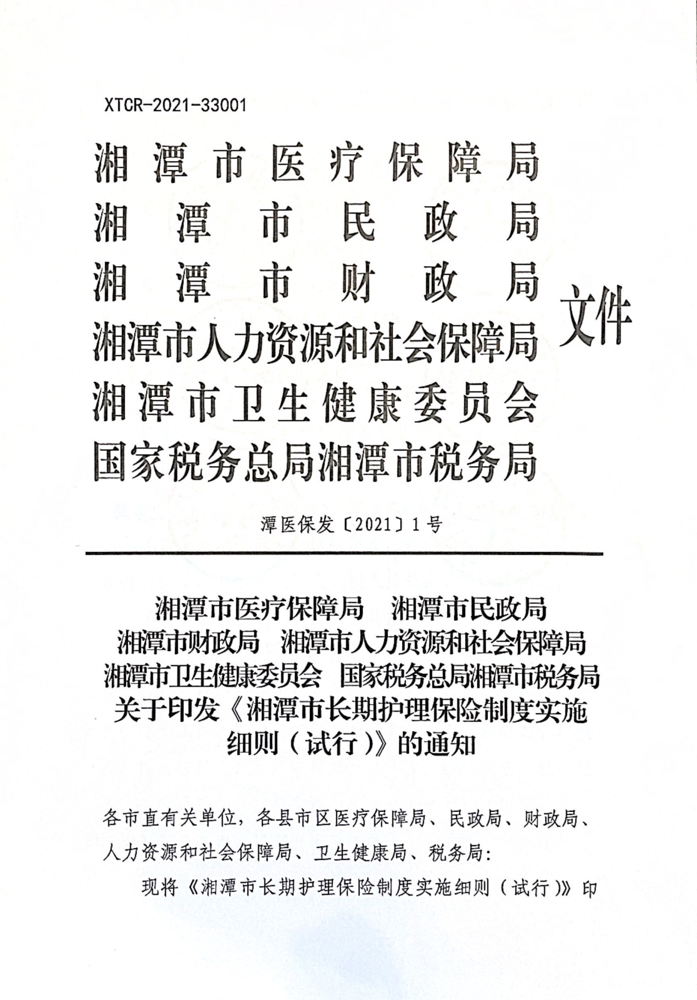 XTCR-2021-33001
湘潭市医疗保障局
湘潭市民政局
湘潭市财政局
湘潭市人力资源和社会保障局
湘潭市卫生健康委员会
国家税务总局湘潭市税务局
文件
潭医保发〔2021〕1号
湘潭市医疗保障局 湘潭市民政局
湘潭市财政局 湘潭市人力资源和社会保障局
湘潭市卫生健康委员会 国家税务总局湘潭市税务局
关于印发《湘潭市长期护理保险制度实施
细则(试行)》的通知
各市直有关单位,各县市区医疗保障局、民政局、财政局、
人力资源和社会保障局、卫生健康局、税务局:
现将《湘潭市长期护理保险制度实施细则(试行)》印